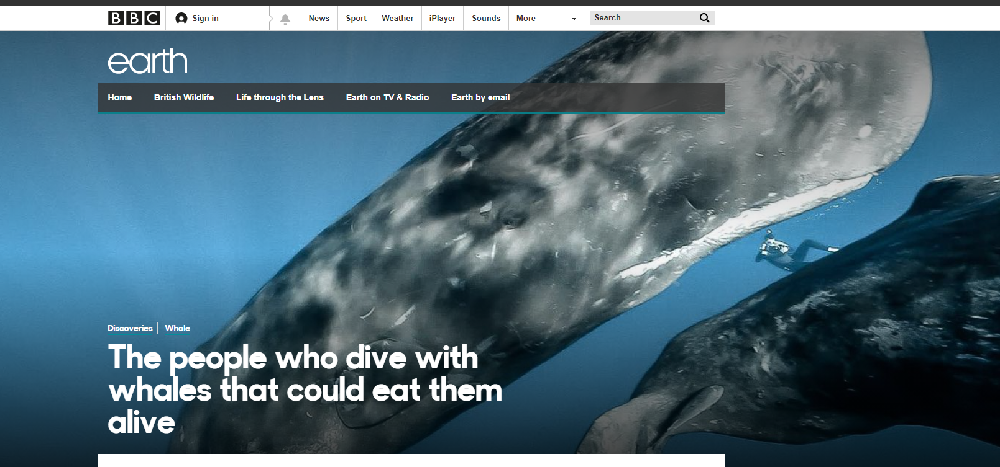 BBC Sign in News Sport Weather iPlayer Sounds More Search
earth
Home British Wildlife Life through the Lens Earth on TV & Radio Earth by email
Discoveries Whale
The people who dive with
whales that could eat them
alive